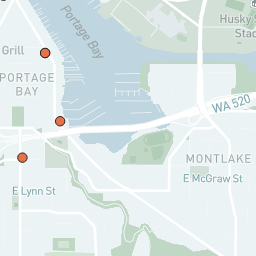 Portage Bay
Husky S
Stad
Grill
PORTAGE
BAY
WA 520
MONTLAKE
E Lynn St
E McGraw St